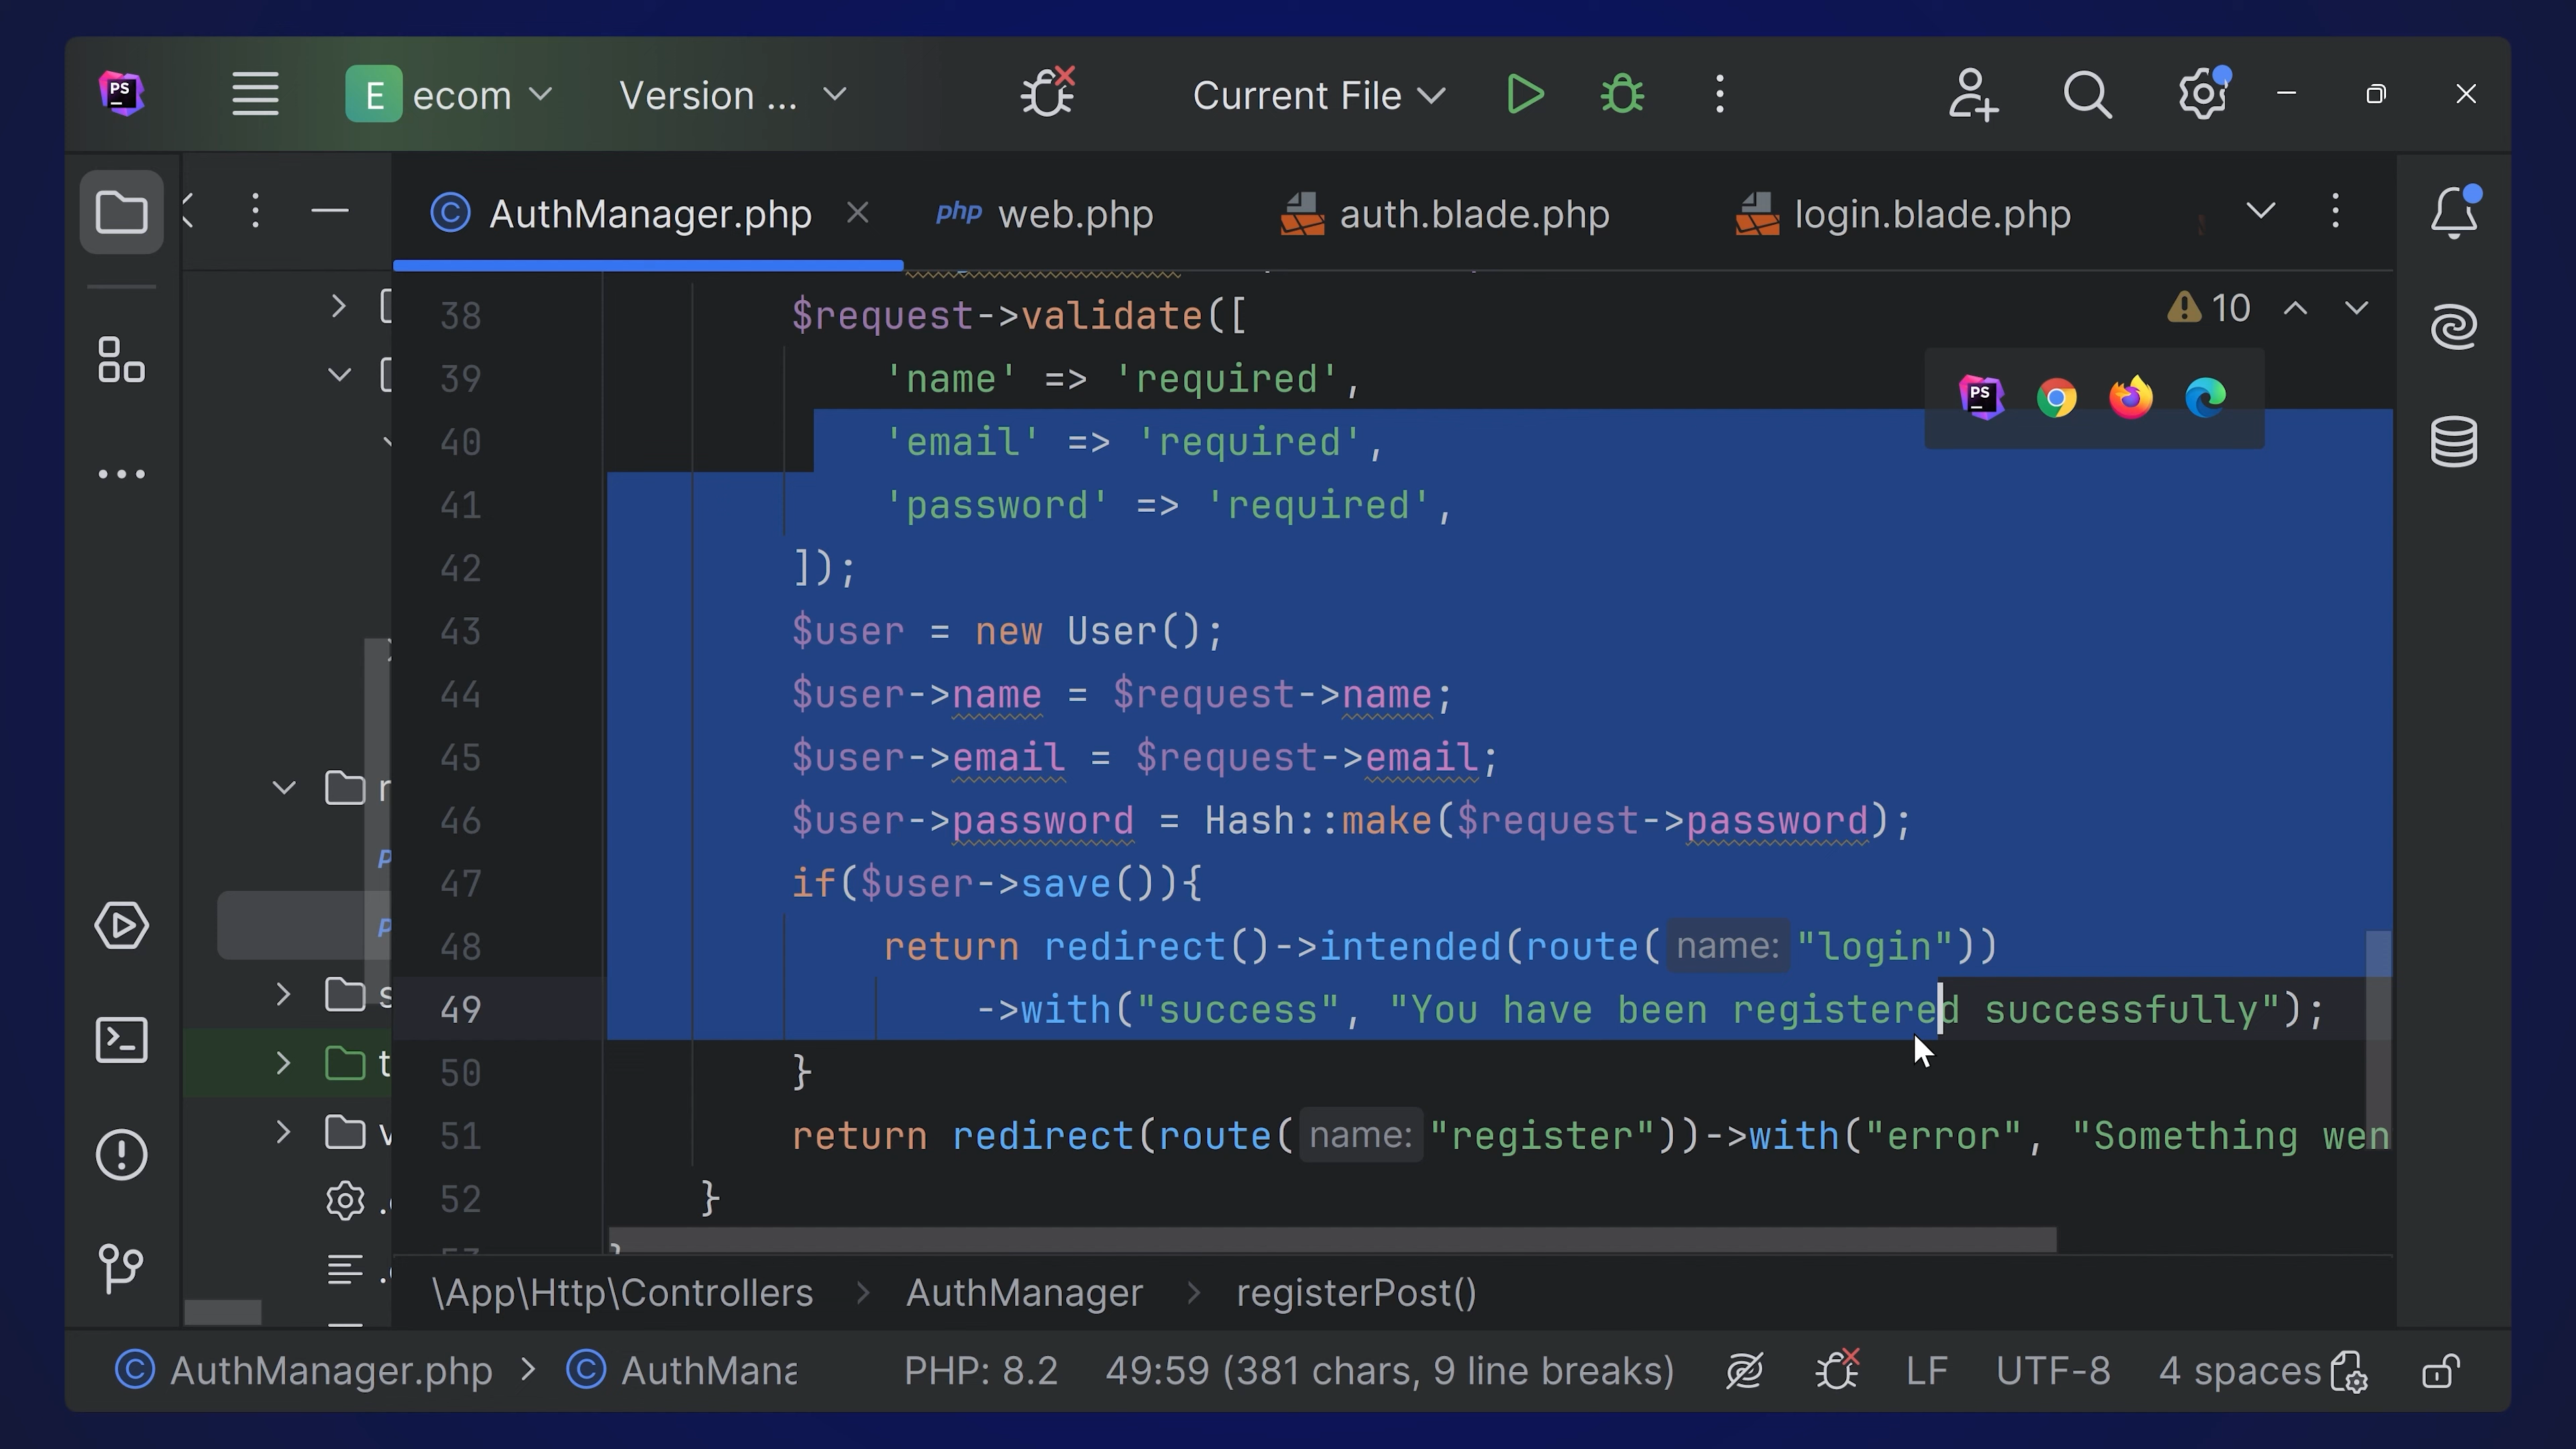 PS
E ecom
Version ...
Current File
AuthManager.php
php web.php
auth.blade.php
login.blade.php
10
38 $request->validate([
39 'name' => 'required',
40 'email' => 'required',
41 'password' => 'required',
42 ]);
43 $user = new User();
44 $user->name = $request->name;
45 $user->email = $request->email;
46 $user->password = Hash::make($request->password);
47 if($user->save()){
48 return redirect()->intended(route( name: "login"))
49 ->with("success", "You have been registered successfully");
50 }
51 return redirect(route( name: "register"))->with("error", "Something wen
52 }
\App\Http\Controllers > AuthManager > registerPost()
AuthManager.php > AuthMana
PHP: 8.2
49:59 (381 chars, 9 line breaks)
LF
UTF-8
4 spaces